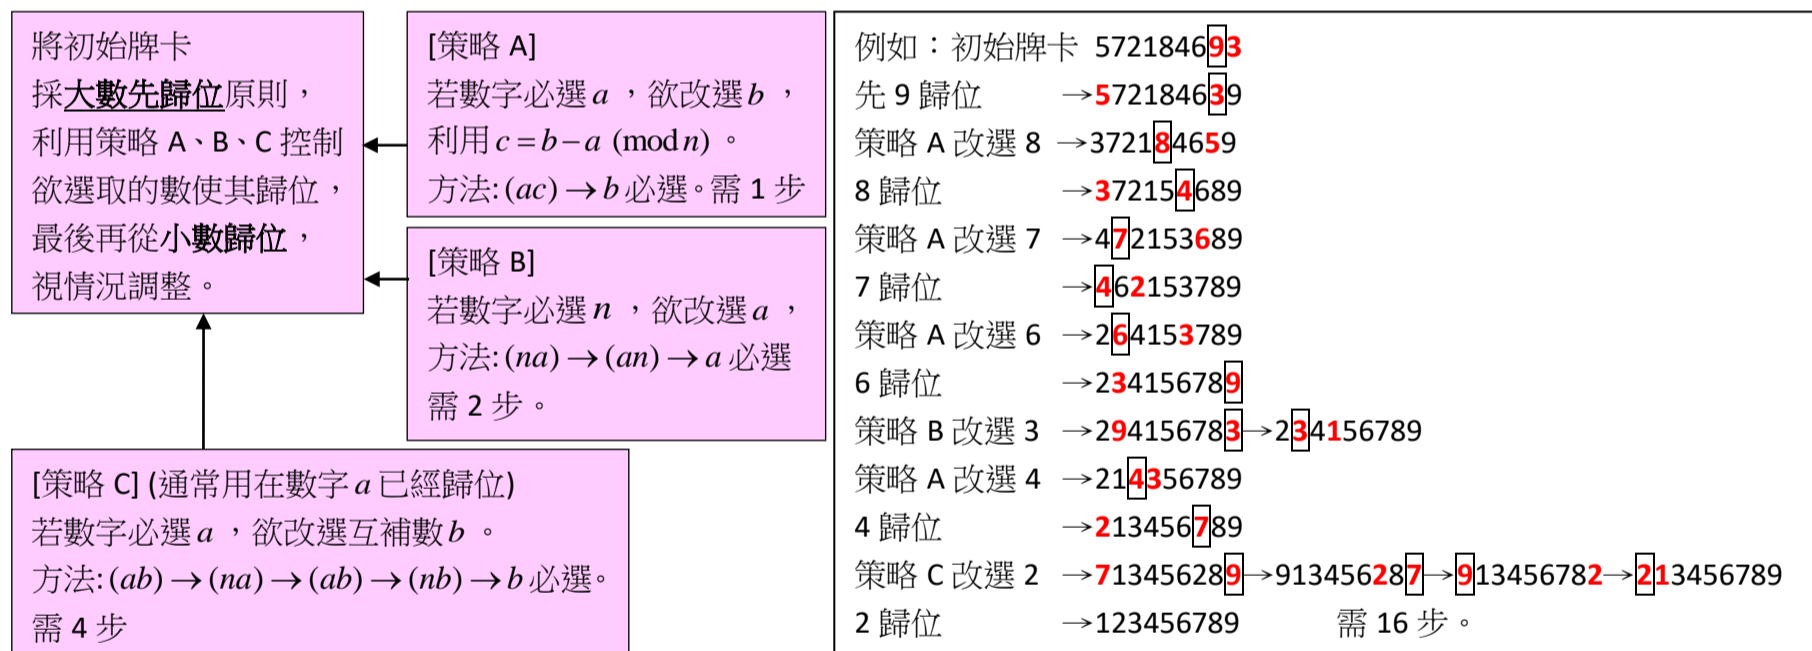 將初始牌卡
採大數先歸位原則，
利用策略 A、B、C 控制
欲選取的數使其歸位，
最後再從小數歸位，
視情況調整。
[策略 A]
若數字必選 a ，欲改選 b ，
利用 c = b − a (mod n) 。
方法: (ac) → b 必選。需 1 步
[策略 B]
若數字必選 n ，欲改選 a ，
方法: (na) → (an) → a 必選
需 2 步。
[策略 C] (通常用在數字 a 已經歸位)
若數字必選 a ，欲改選互補數 b 。
方法: (ab) → (na) → (ab) → (nb) → b 必選。
需 4 步
例如：初始牌卡 572184693
先 9 歸位 →572184639
策略 A 改選 8 →372184659
8 歸位 →372154689
策略 A 改選 7 →472153689
7 歸位 →462153789
策略 A 改選 6 →264153789
6 歸位 →234156789
策略 B 改選 3 →294156783→234156789
策略 A 改選 4 →214356789
4 歸位 →213456789
策略 C 改選 2 →713456289→913456287→913456782→213456789
2 歸位 →123456789 需 16 步。